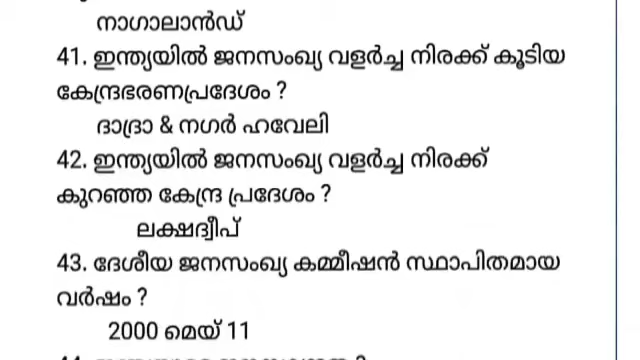 നാഗാലാൻഡ്
41. ഇന്ത്യയിൽ ജനസംഖ്യ വളർച്ച നിരക്ക് കൂടിയ
കേന്ദ്രഭരണപ്രദേശം ?
ദാദ്രാ & നഗർ ഹവേലി
42. ഇന്ത്യയിൽ ജനസംഖ്യ വളർച്ച നിരക്ക്
കുറഞ്ഞ കേന്ദ്ര പ്രദേശം ?
ലക്ഷദ്വീപ്
43. ദേശീയ ജനസംഖ്യ കമ്മീഷൻ സ്ഥാപിതമായ
വർഷം ?
2000 മെയ് 11